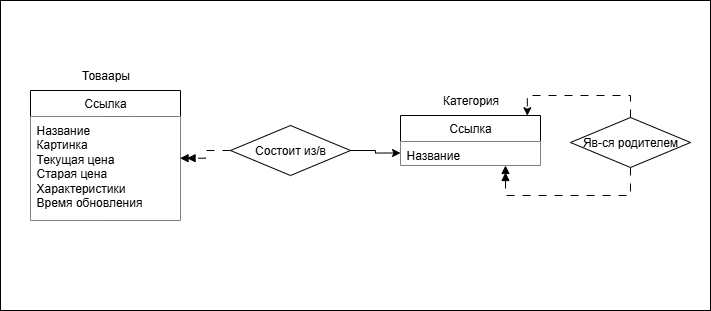 Товаары
Ссылка
Название
Картинка
Текущая цена
Старая цена
Характеристики
Время обновления
Состоит из/в
Категория
Ссылка
Название
Яв-ся родителем